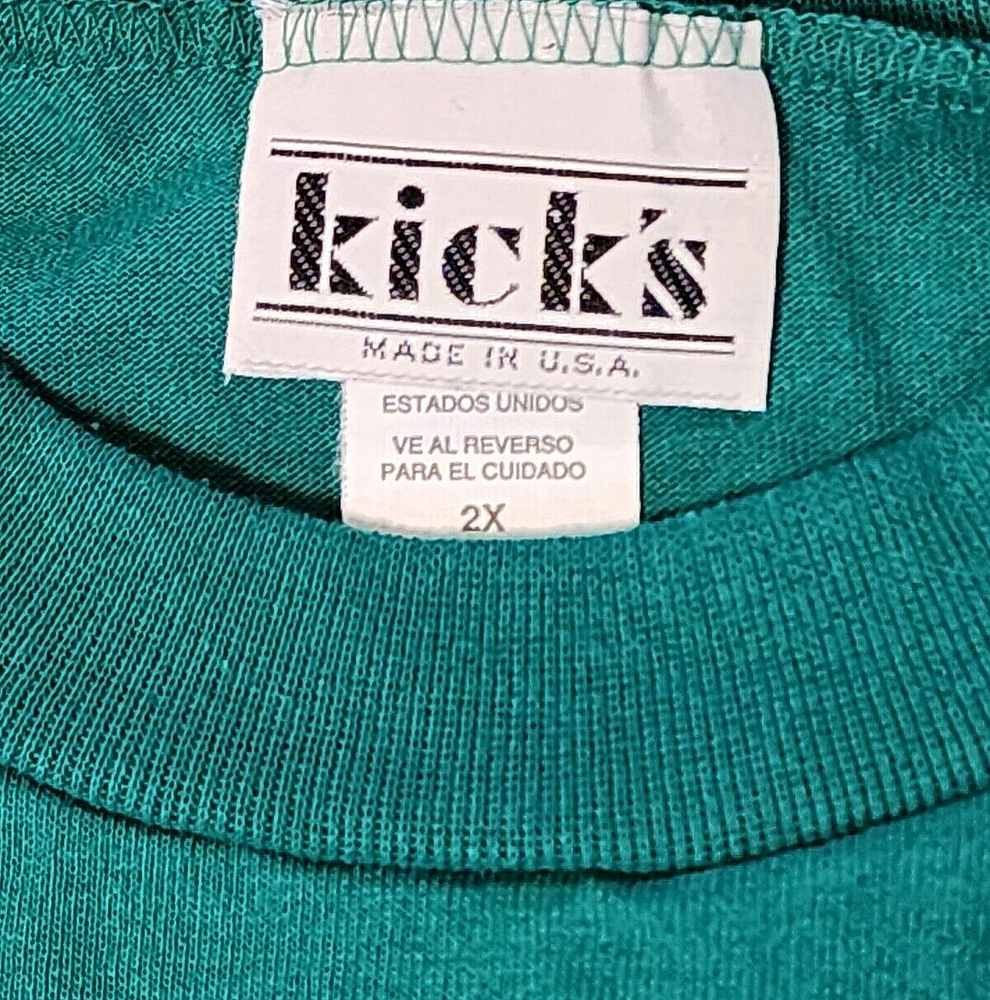 kick's
MADE IN U.S.A.
ESTADOS UNIDOS
VE AL REVERSO
PARA EL CUIDADO
2X